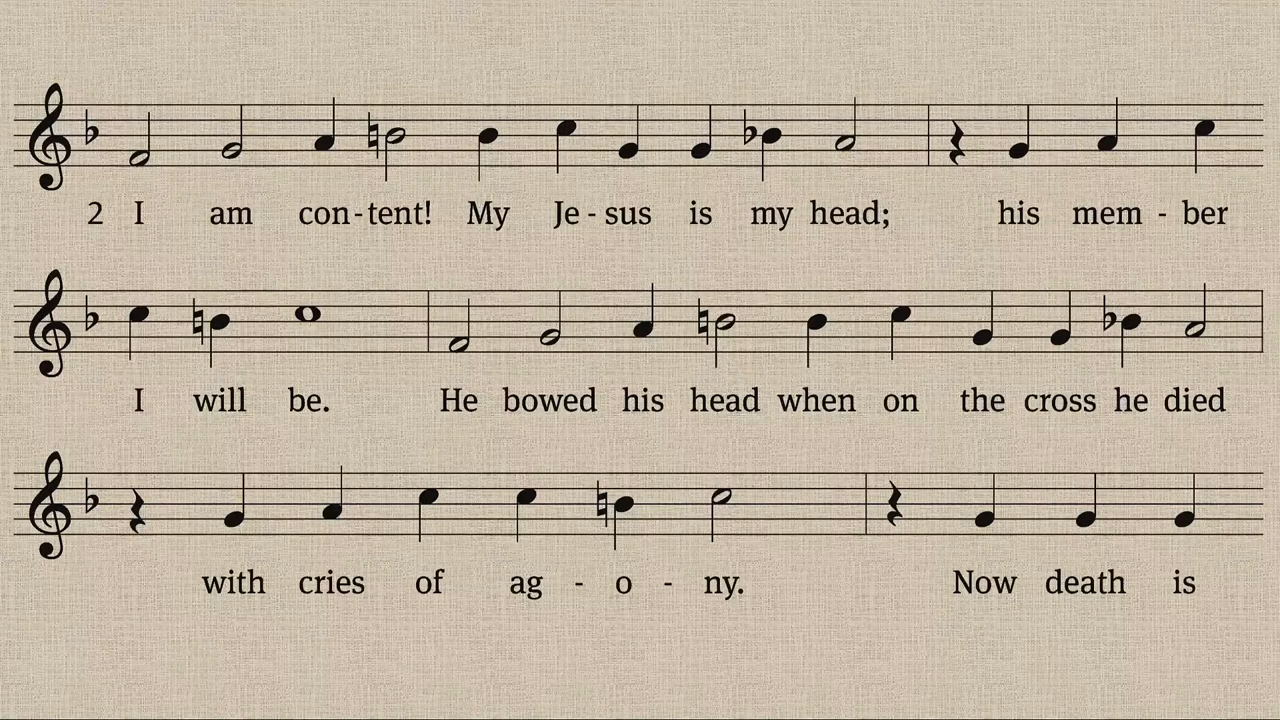 2 I am con-tent! My Je-sus is my head; his mem-ber
I will be. He bowed his head when on the cross he died
with cries of ag-o-ny. Now death is